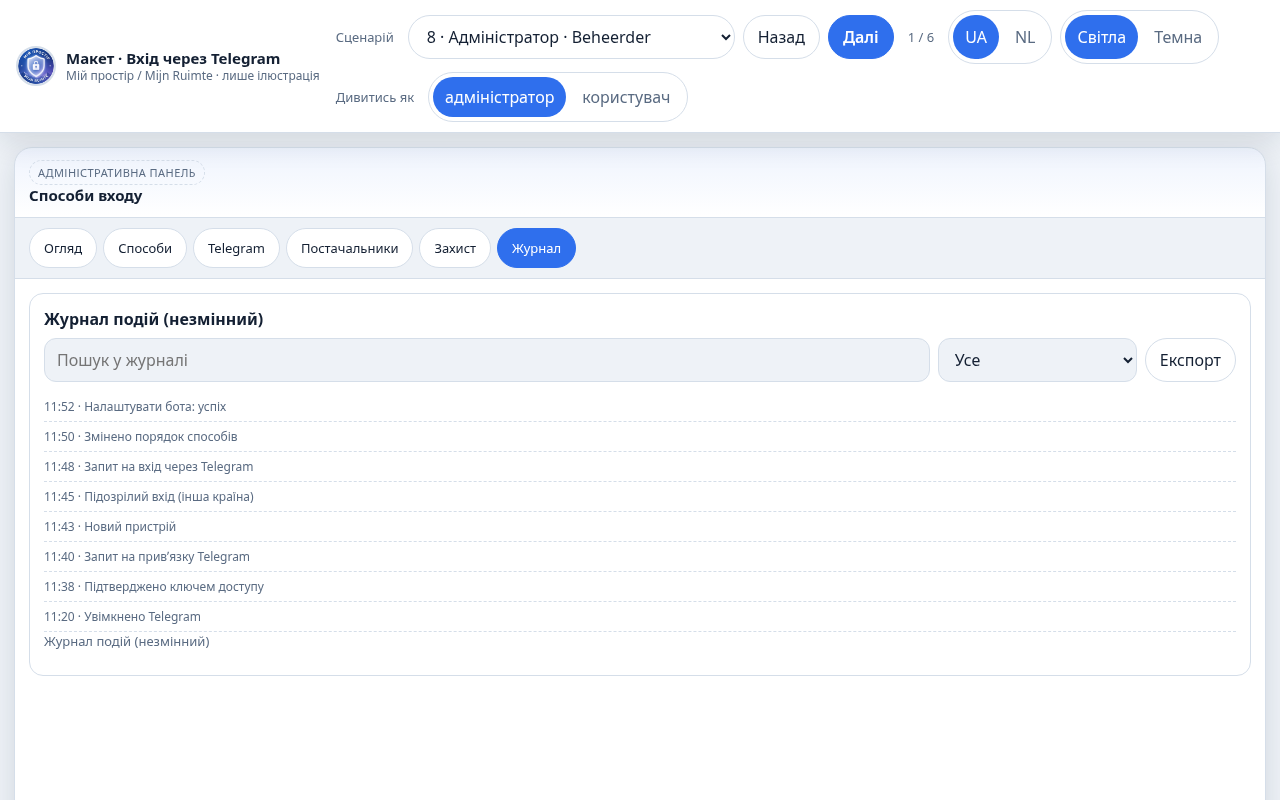 Макет · Вхід через Telegram
Мій простір / Mijn Ruimte · лише ілюстрація
Сценарій
8 · Адміністратор · Beheerder
Назад
Далі
1 / 6
UA
NL
Світла
Темна
Дивитись як
адміністратор
користувач
АДМІНІСТРАТИВНА ПАНЕЛЬ
Способи входу
Огляд
Способи
Telegram
Постачальники
Захист
Журнал
Журнал подій (незмінний)
Пошук у журналі
Усе
Експорт
11:52 · Налаштувати бота: успіх
11:50 · Змінено порядок способів
11:48 · Запит на вхід через Telegram
11:45 · Підозрілий вхід (інша країна)
11:43 · Новий пристрій
11:40 · Запит на прив’язку Telegram
11:38 · Підтверджено ключем доступу
11:20 · Увімкнено Telegram
Журнал подій (незмінний)